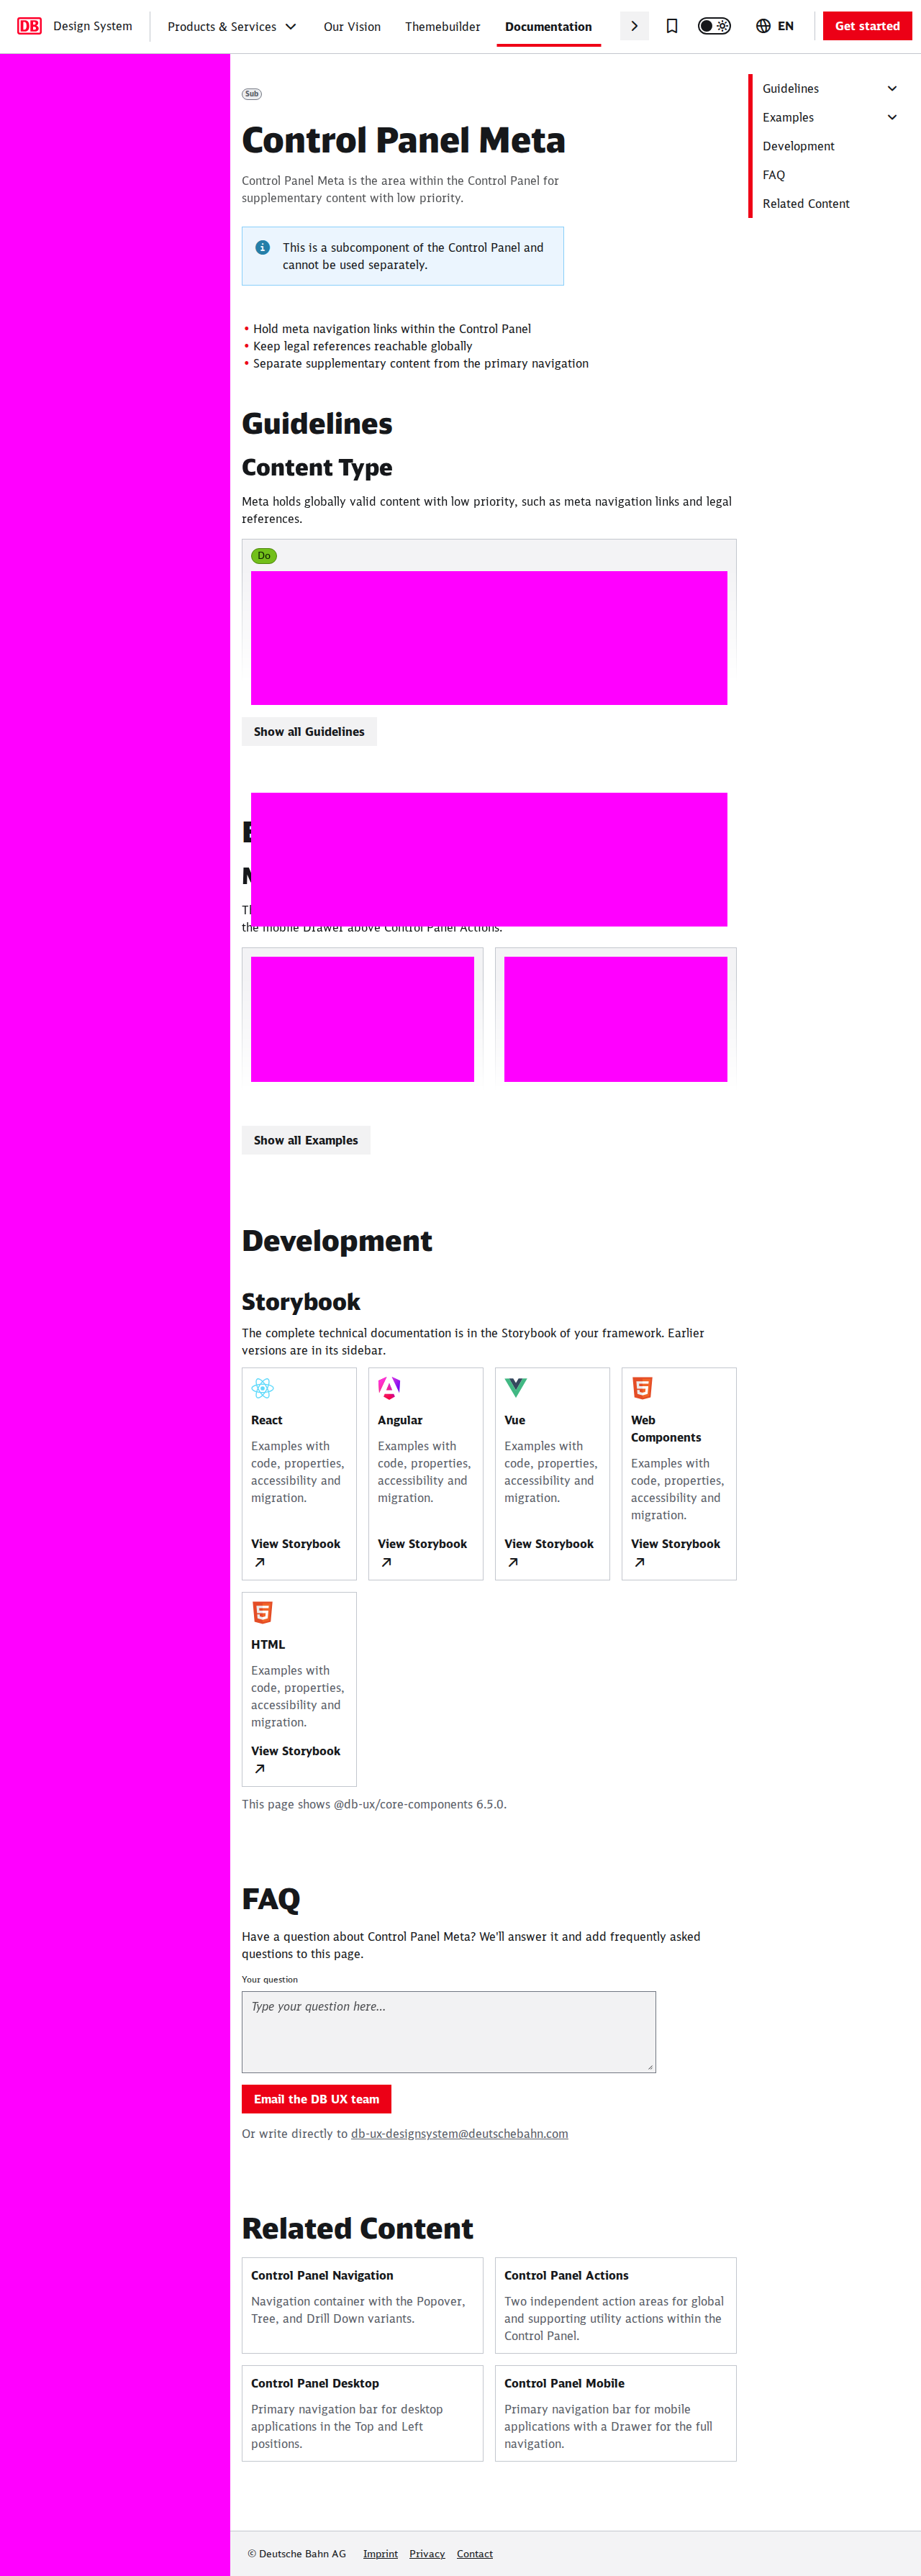 DB Design System Products & Services Our Vision Themebuilder Documentation EN Get started
Sub
Control Panel Meta
Control Panel Meta is the area within the Control Panel for
supplementary content with low priority.
This is a subcomponent of the Control Panel and
cannot be used separately.
• Hold meta navigation links within the Control Panel
• Keep legal references reachable globally
• Separate supplementary content from the primary navigation
Guidelines
Examples
Development
FAQ
Related Content
Guidelines
Content Type
Meta holds globally valid content with low priority, such as meta navigation links and legal
references.
Do
Show all Guidelines
the mobile Drawer above Control Panel Actions.
Show all Examples
Development
Storybook
The complete technical documentation is in the Storybook of your framework. Earlier
versions are in its sidebar.
React
Examples with
code, properties,
accessibility and
migration.
View Storybook
Angular
Examples with
code, properties,
accessibility and
migration.
View Storybook
Vue
Examples with
code, properties,
accessibility and
migration.
View Storybook
Web
Components
Examples with
code, properties,
accessibility and
migration.
View Storybook
HTML
Examples with
code, properties,
accessibility and
migration.
View Storybook
This page shows @db-ux/core-components 6.5.0.
FAQ
Have a question about Control Panel Meta? We'll answer it and add frequently asked
questions to this page.
Your question
Type your question here...
Email the DB UX team
Or write directly to db-ux-designsystem@deutschebahn.com
Related Content
Control Panel Navigation
Navigation container with the Popover,
Tree, and Drill Down variants.
Control Panel Actions
Two independent action areas for global
and supporting utility actions within the
Control Panel.
Control Panel Desktop
Primary navigation bar for desktop
applications in the Top and Left
positions.
Control Panel Mobile
Primary navigation bar for mobile
applications with a Drawer for the full
navigation.
© Deutsche Bahn AG Imprint Privacy Contact